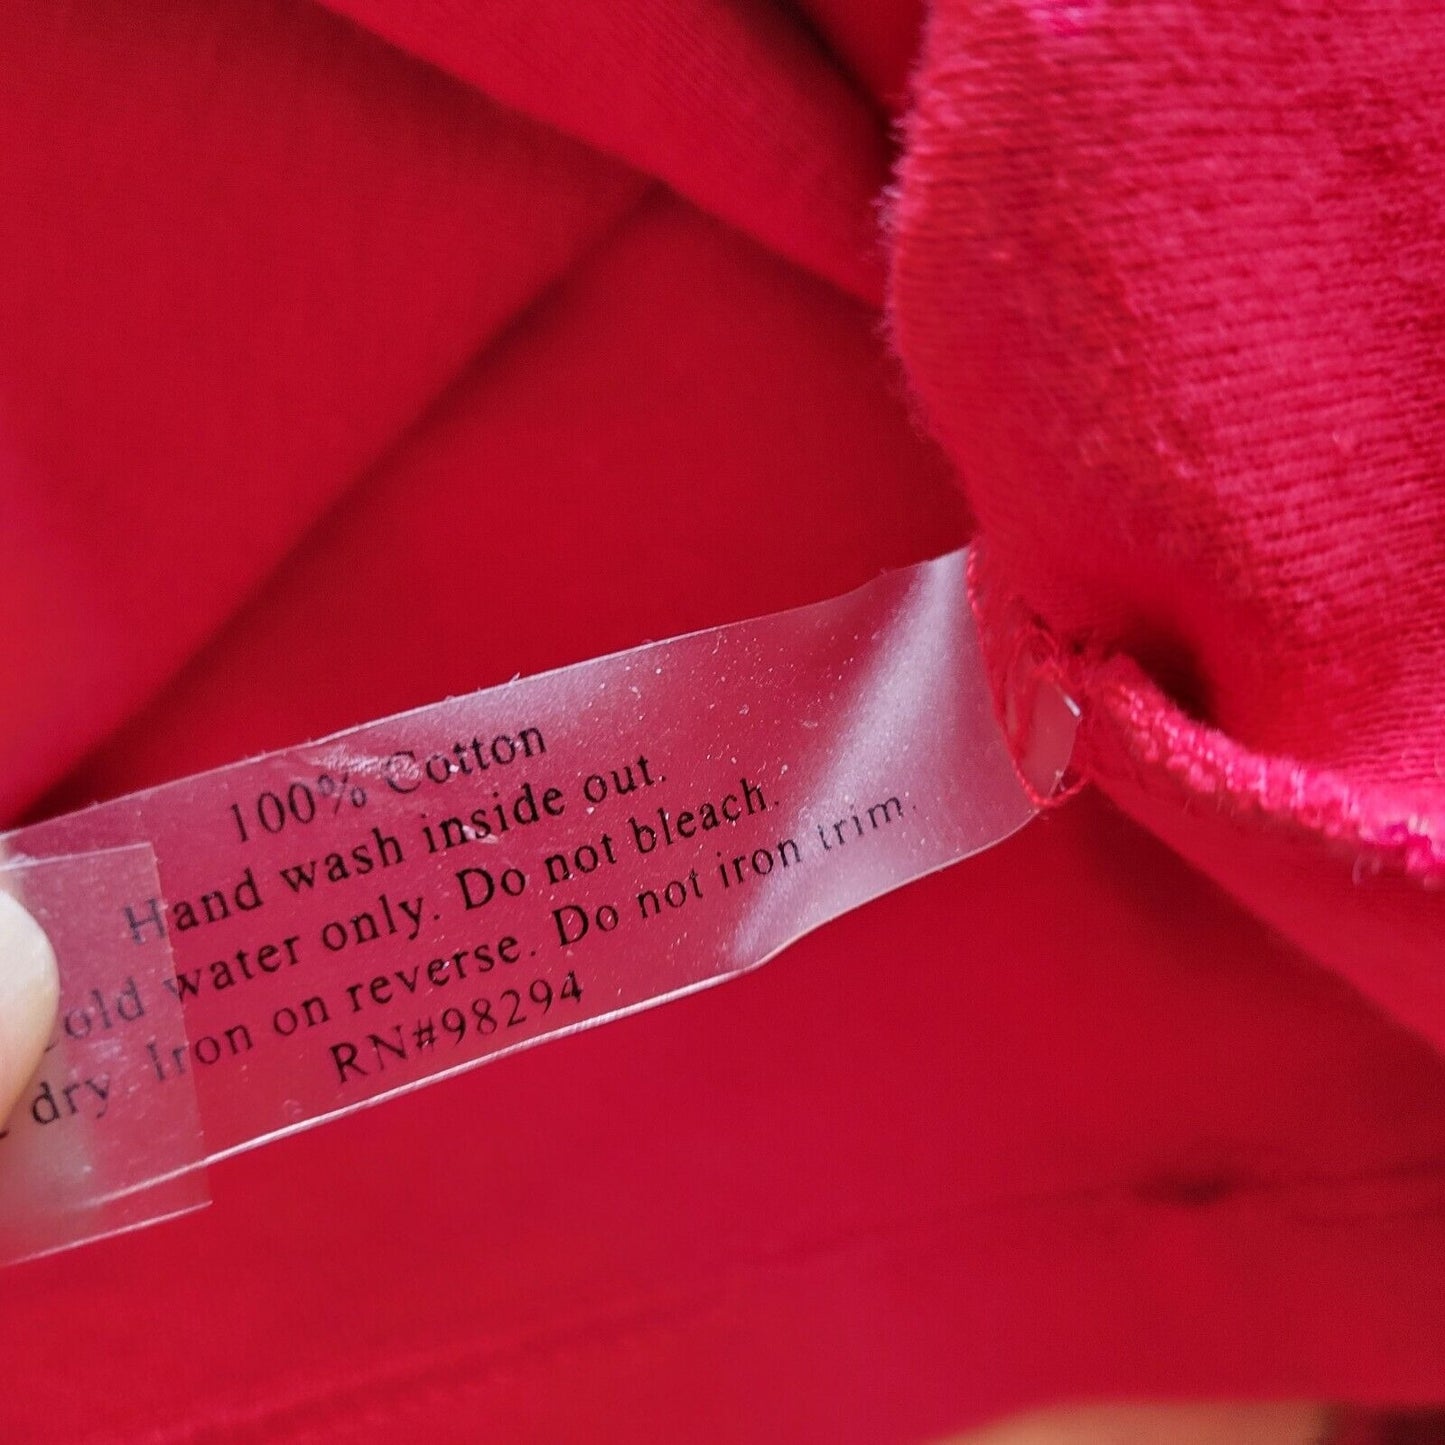 100% Cotton
Hand wash inside out.
Cold water only. Do not bleach.
dry. Iron on reverse. Do not iron trim.
RN#98294